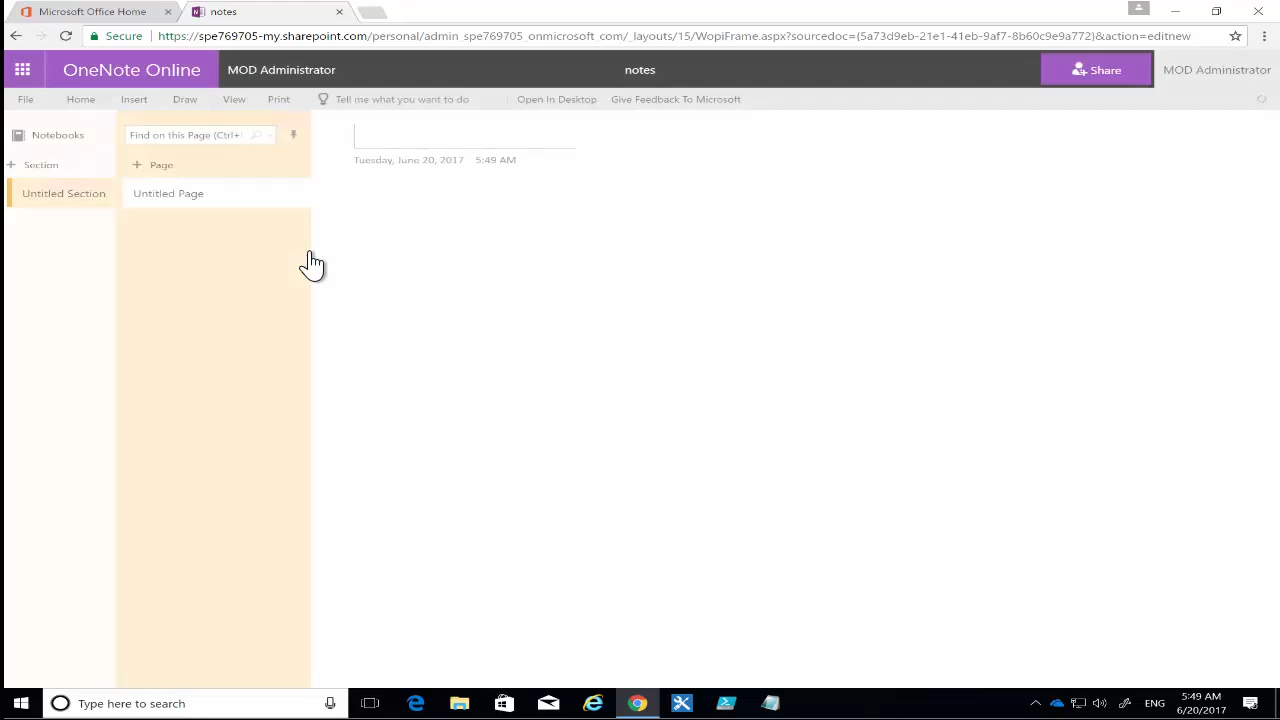 Microsoft Office Home
notes
Secure
https://spe769705-my.sharepoint.com/personal/admin_spe769705_onmicrosoft_com/_layouts/15/WopiFrame.aspx?sourcedoc={5a73d9eb-21e1-41eb-9af7-8b60c9e9a772}&action=editnew
OneNote Online
MOD Administrator
notes
Share
MOD Administrator
File
Home
Insert
Draw
View
Print
Tell me what you want to do
Open In Desktop
Give Feedback To Microsoft
Notebooks
Find on this Page (Ctrl+
+ Section
+ Page
Tuesday, June 20, 2017 5:49 AM
Untitled Section
Untitled Page
Type here to search
ENG
5:49 AM
6/20/2017